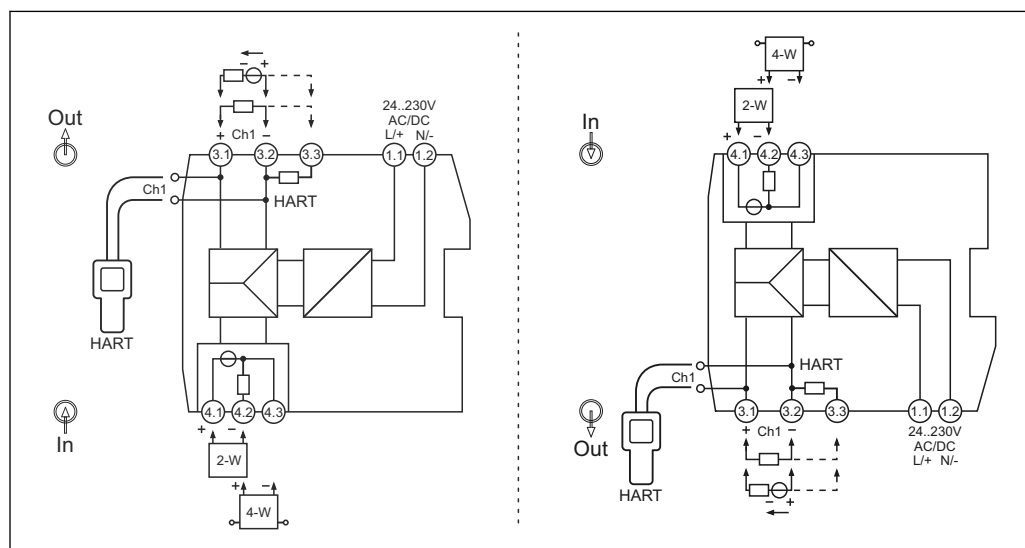 − +
24..230V
AC/DC
L/+ N/-
Out
+ Ch1 −
3.1 3.2 3.3 1.1 1.2
Ch1
HART
HART
4.1 4.2 4.3
+ −
In
2-W
+ −
4-W
4-W
+ −
2-W
In
+ −
4.1 4.2 4.3
HART
Ch1
3.1 3.2 3.3 1.1 1.2
+ Ch1 −
24..230V
AC/DC
L/+ N/-
Out
HART
− +